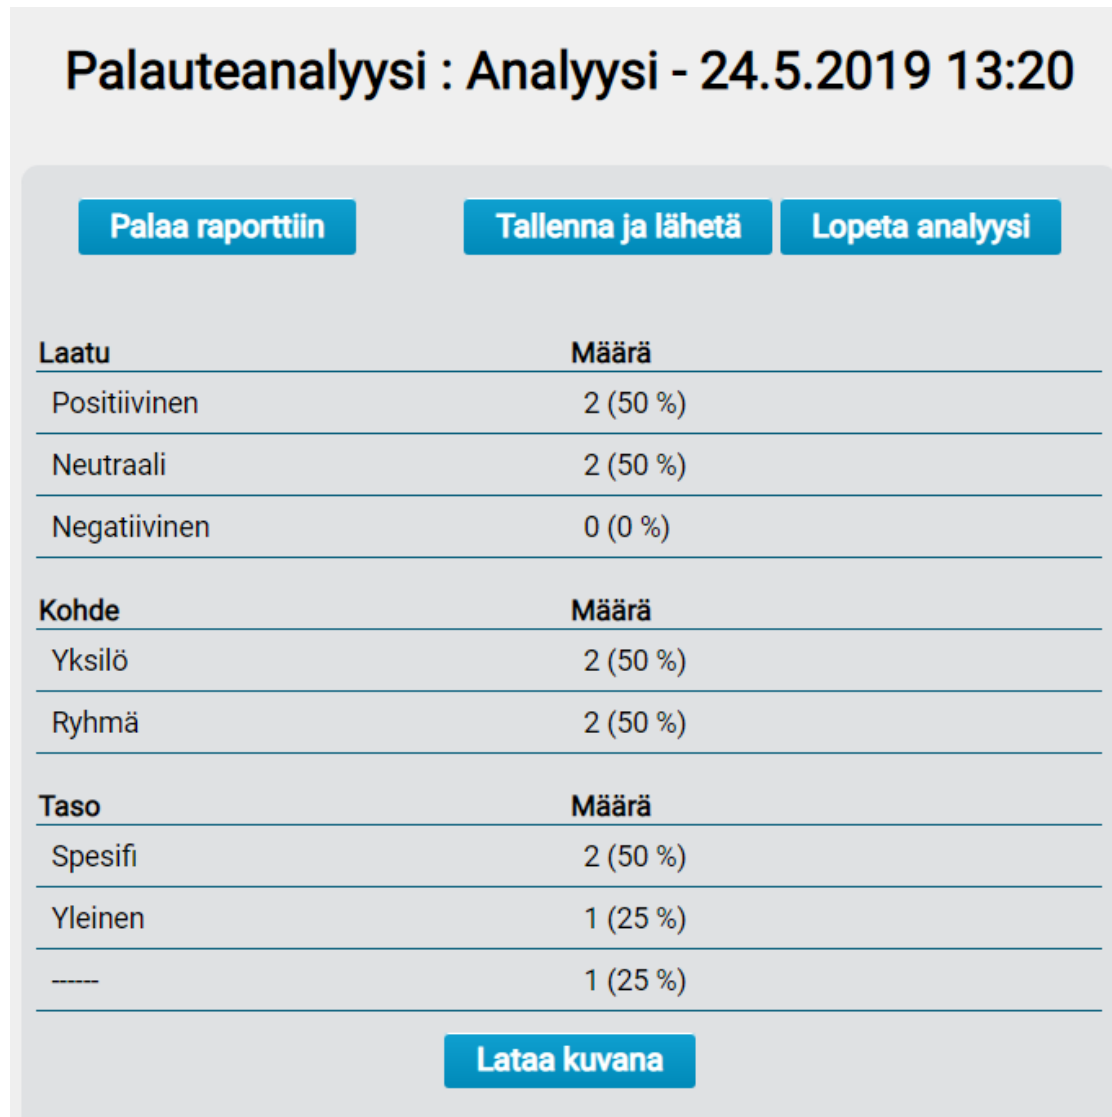 Palauteanalyysi : Analyysi - 24.5.2019 13:20
Palaa raporttiin Tallenna ja lähetä Lopeta analyysi
Laatu Määrä
Positiivinen 2 (50 %)
Neutraali 2 (50 %)
Negatiivinen 0 (0 %)
Kohde Määrä
Yksilö 2 (50 %)
Ryhmä 2 (50 %)
Taso Määrä
Spesifi 2 (50 %)
Yleinen 1 (25 %)
------ 1 (25 %)
Lataa kuvana